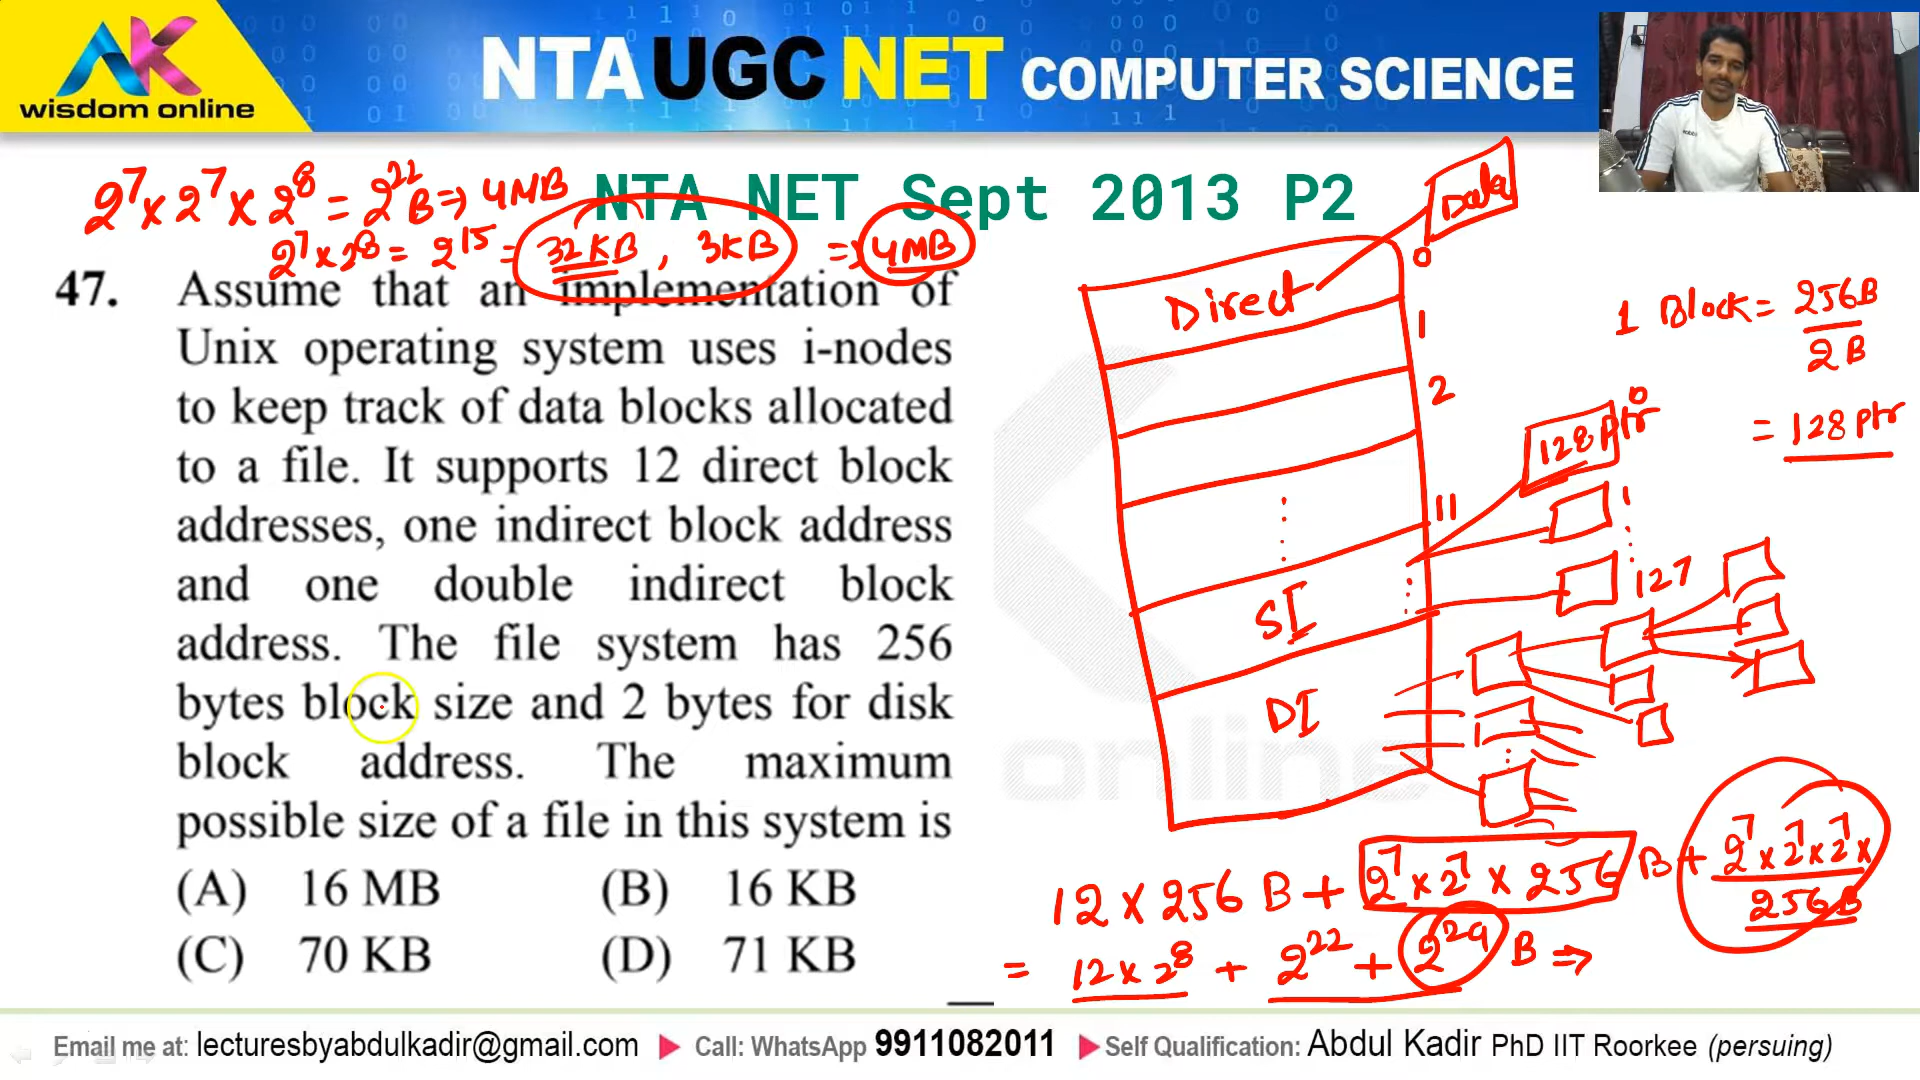 AK
wisdom online
NTA UGC NET COMPUTER SCIENCE
NTA NET Sept 2013 P2
2^7 x 2^7 x 2^8 = 2^22 B => 4MB
2^7 x 2^8 = 2^15 = 32KB, 3KB => 4MB
47. Assume that an implementation of
Unix operating system uses i-nodes
to keep track of data blocks allocated
to a file. It supports 12 direct block
addresses, one indirect block address
and one double indirect block
address. The file system has 256
bytes block size and 2 bytes for disk
block address. The maximum
possible size of a file in this system is
(A) 16 MB (B) 16 KB
(C) 70 KB (D) 71 KB
Data
Direct
0
1
2
11
SI
DI
1 Block = 256B
2B
= 128 ptr
128 ptr
0
1
127
online
12 x 256 B + 2^7 x 2^7 x 256 B + 2^7 x 2^7 x 2^7 x
256B
= 12 x 2^8 + 2^22 + 2^29 B =>
Email me at: lecturesbyabdulkadir@gmail.com Call: WhatsApp 9911082011 Self Qualification: Abdul Kadir PhD IIT Roorkee (persuing)